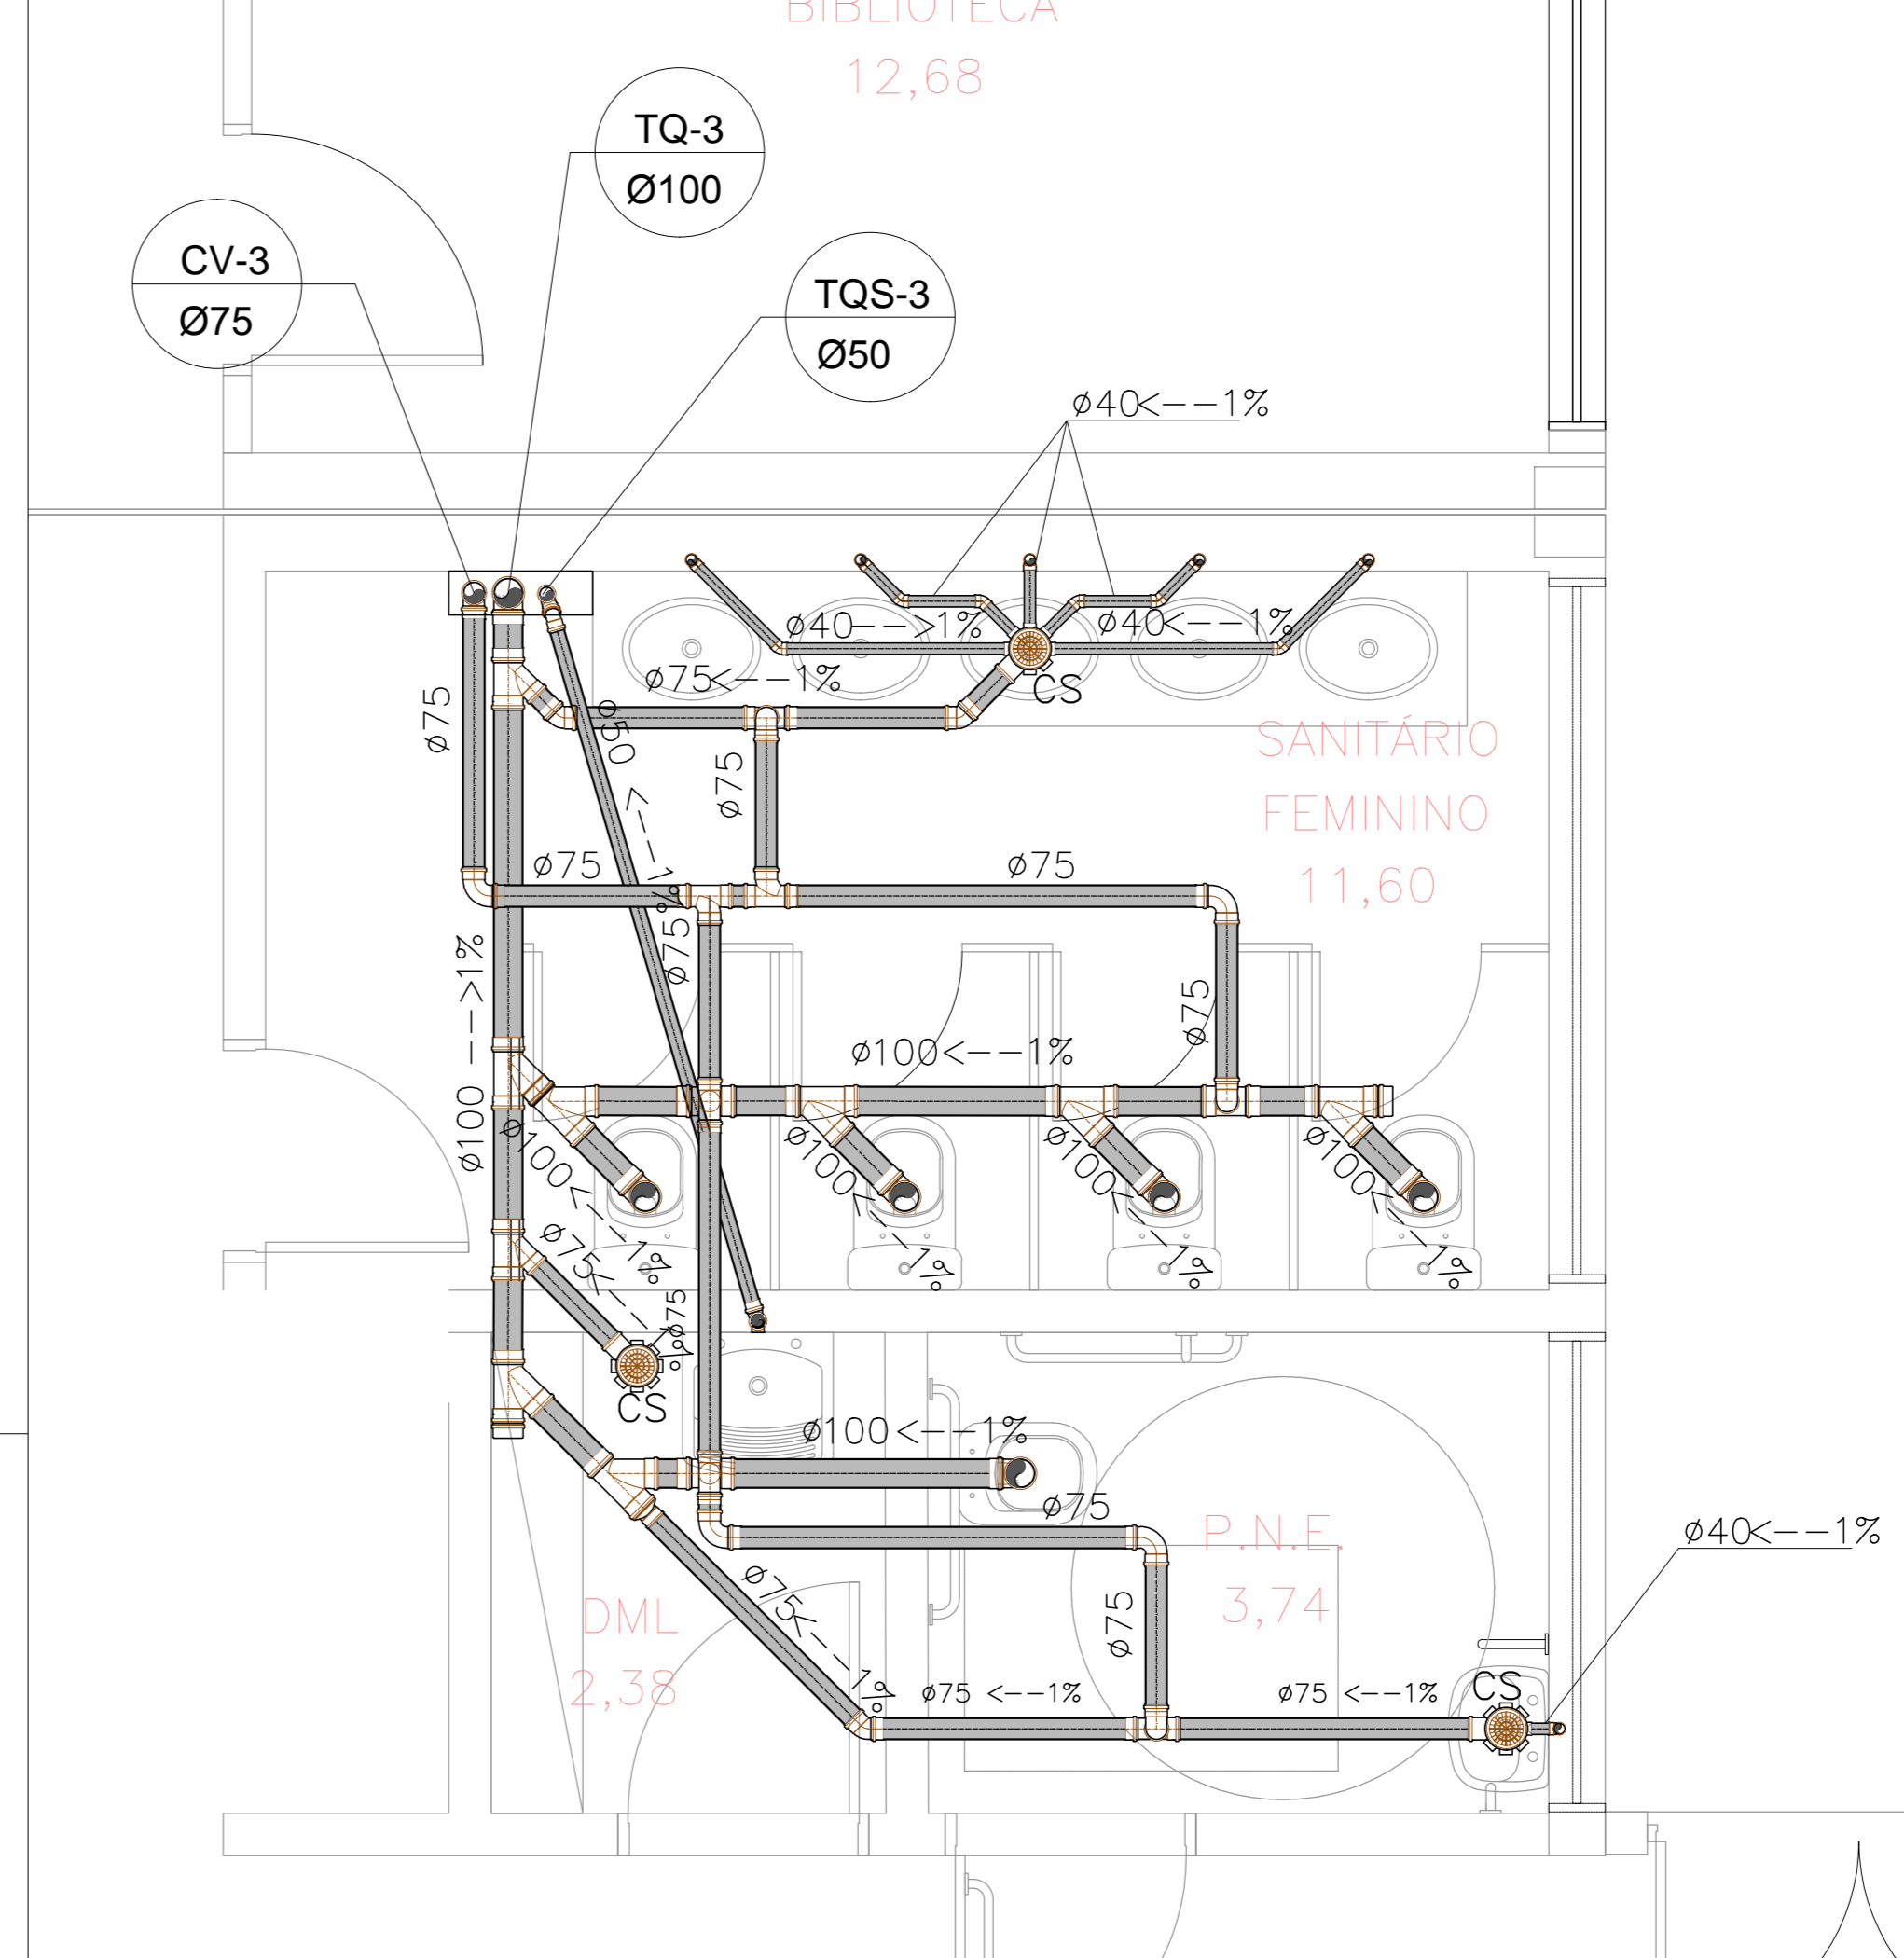 BIBLIOTECA
12,68
TQ-3
Ø100
CV-3
Ø75
TQS-3
Ø50
ø40<--1%
ø40-->1%
ø40<--1%
ø75<--1%
CS
ø75
ø50 <--1%
ø75
SANITÁRIO
FEMININO
11,60
ø75
ø75
ø75
ø75
ø100 -->1%
ø100<--1%
ø100<--1%
ø100<--1%
ø100<--1%
ø100<--1%
ø75<--1%
ø75
CS
ø100<--1%
ø75
P.N.E.
3,74
ø40<--1%
ø75<--1%
ø75
DML
2,38
ø75 <--1%
ø75 <--1%
CS